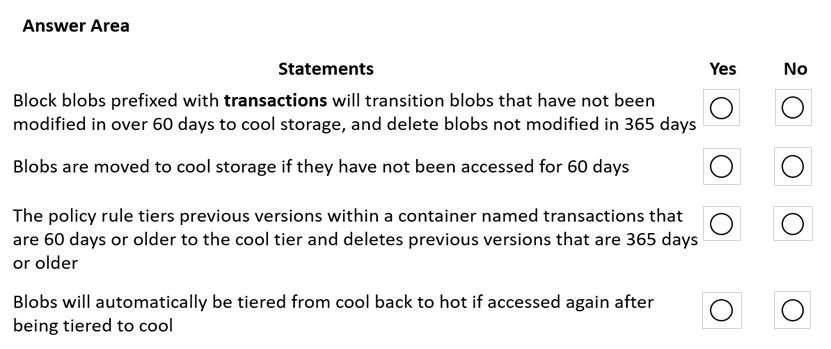 Answer Area
Statements Yes No
Block blobs prefixed with transactions will transition blobs that have not been
modified in over 60 days to cool storage, and delete blobs not modified in 365 days
Blobs are moved to cool storage if they have not been accessed for 60 days
The policy rule tiers previous versions within a container named transactions that
are 60 days or older to the cool tier and deletes previous versions that are 365 days
or older
Blobs will automatically be tiered from cool back to hot if accessed again after
being tiered to cool